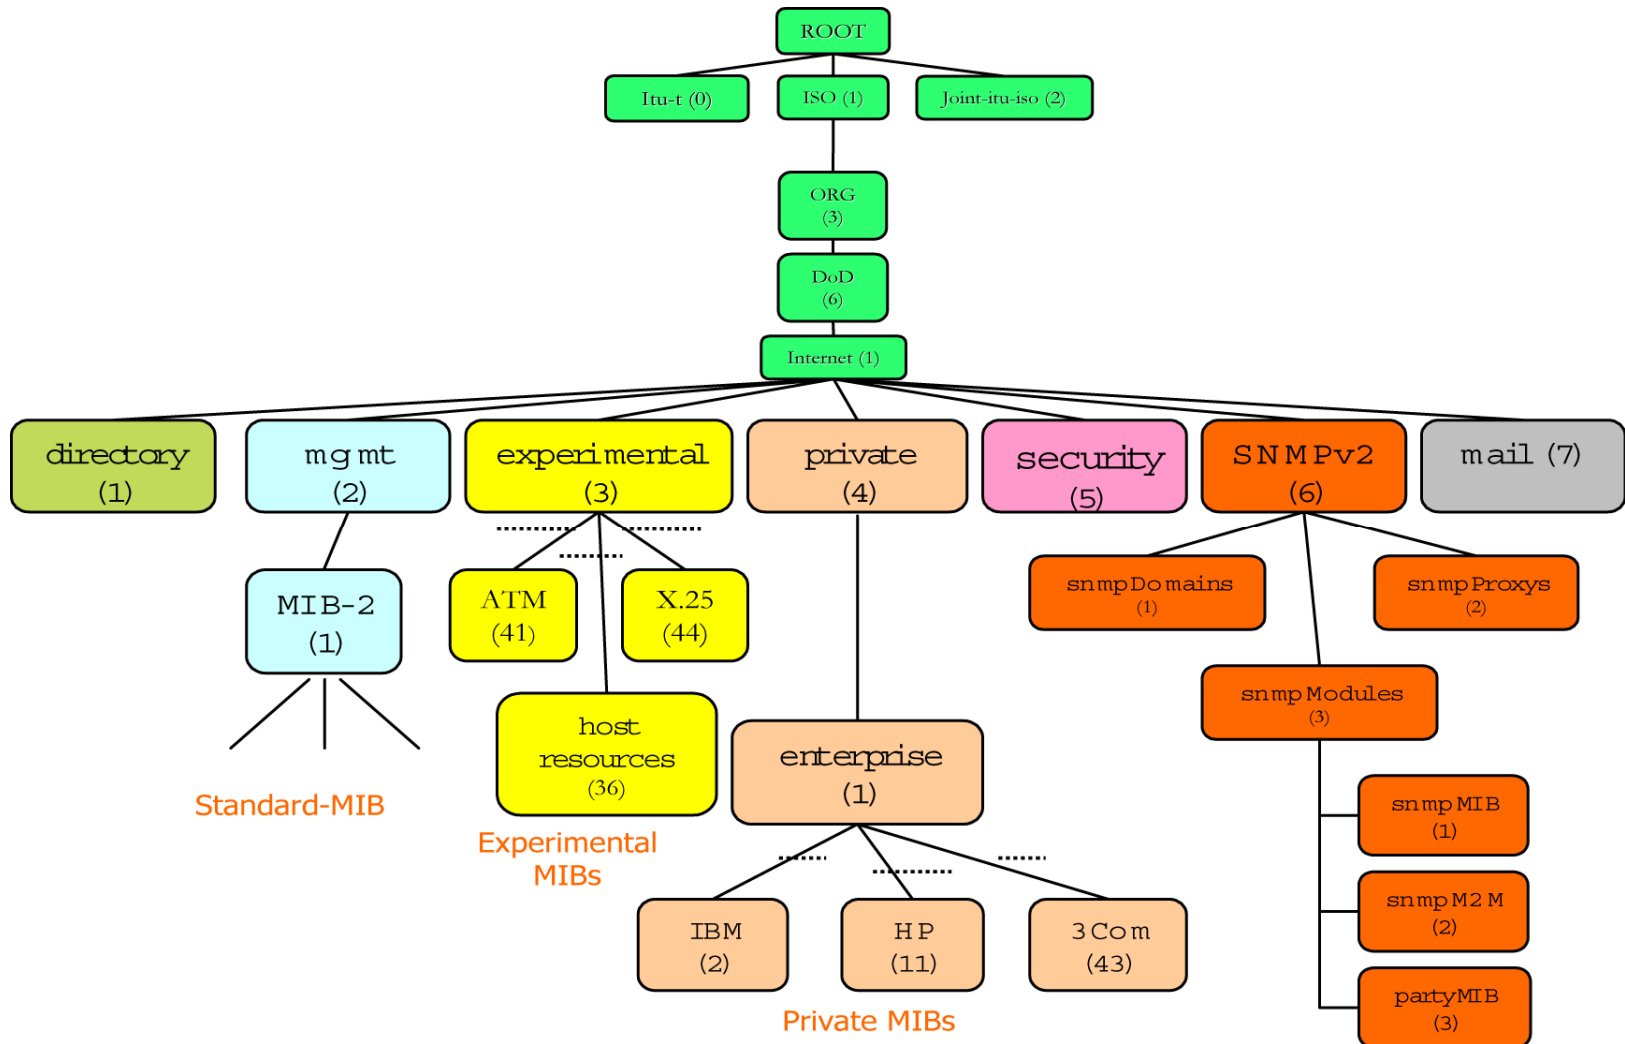 ROOT
Itu-t (0)
ISO (1)
Joint-itu-iso (2)
ORG
(3)
DoD
(6)
Internet (1)
directory
(1)
mgmt
(2)
experimental
(3)
private
(4)
security
(5)
SNMPv2
(6)
mail (7)
MIB-2
(1)
ATM
(41)
X.25
(44)
snmpDomains
(1)
snmpProxys
(2)
host
resources
(36)
snmpModules
(3)
enterprise
(1)
Standard-MIB
Experimental
MIBs
snmpMIB
(1)
IBM
(2)
HP
(11)
3Com
(43)
snmpM2M
(2)
partyMIB
(3)
Private MIBs